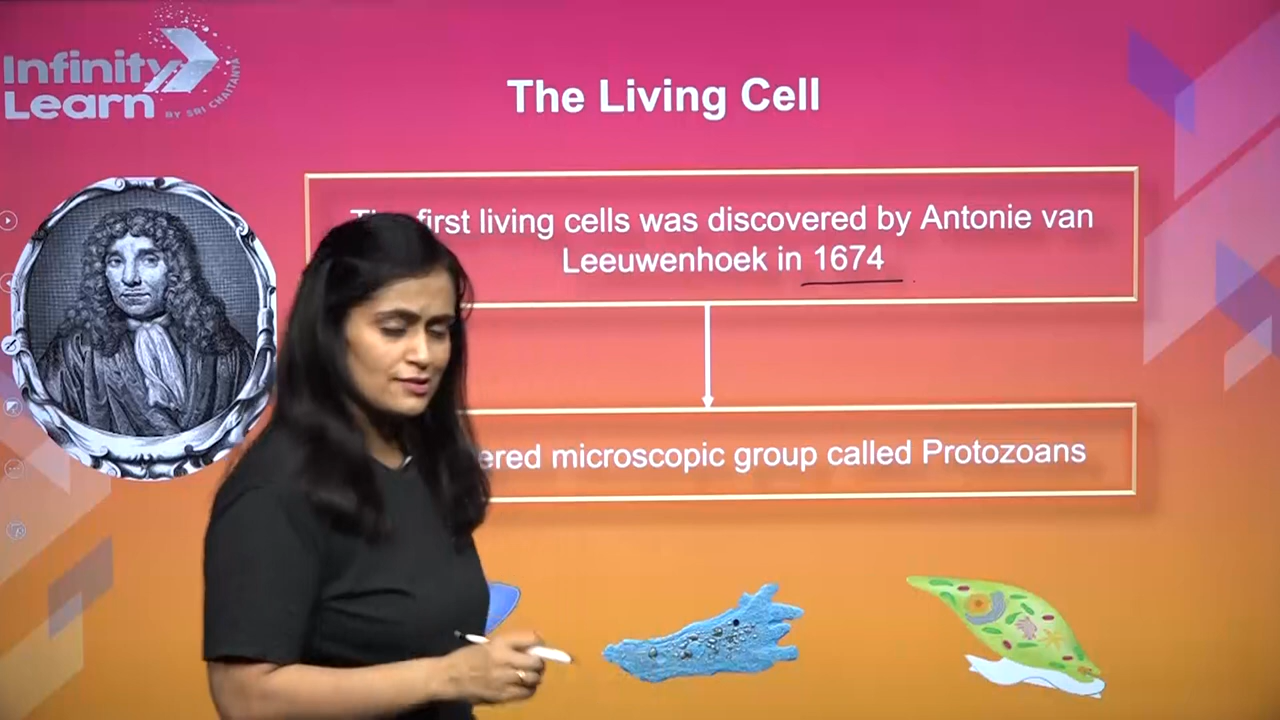 Infinity
Learn
BY SRI CHAITANYA
The Living Cell
first living cells was discovered by Antonie van
Leeuwenhoek in 1674
microscopic group called Protozoans